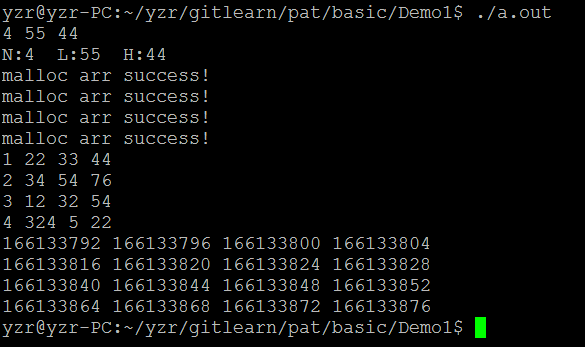 yzr@yzr-PC:~/yzr/gitlearn/pat/basic/Demo1$ ./a.out
4 55 44
N:4  L:55  H:44
malloc arr success!
malloc arr success!
malloc arr success!
malloc arr success!
1 22 33 44
2 34 54 76
3 12 32 54
4 324 5 22
166133792 166133796 166133800 166133804
166133816 166133820 166133824 166133828
166133840 166133844 166133848 166133852
166133864 166133868 166133872 166133876
yzr@yzr-PC:~/yzr/gitlearn/pat/basic/Demo1$